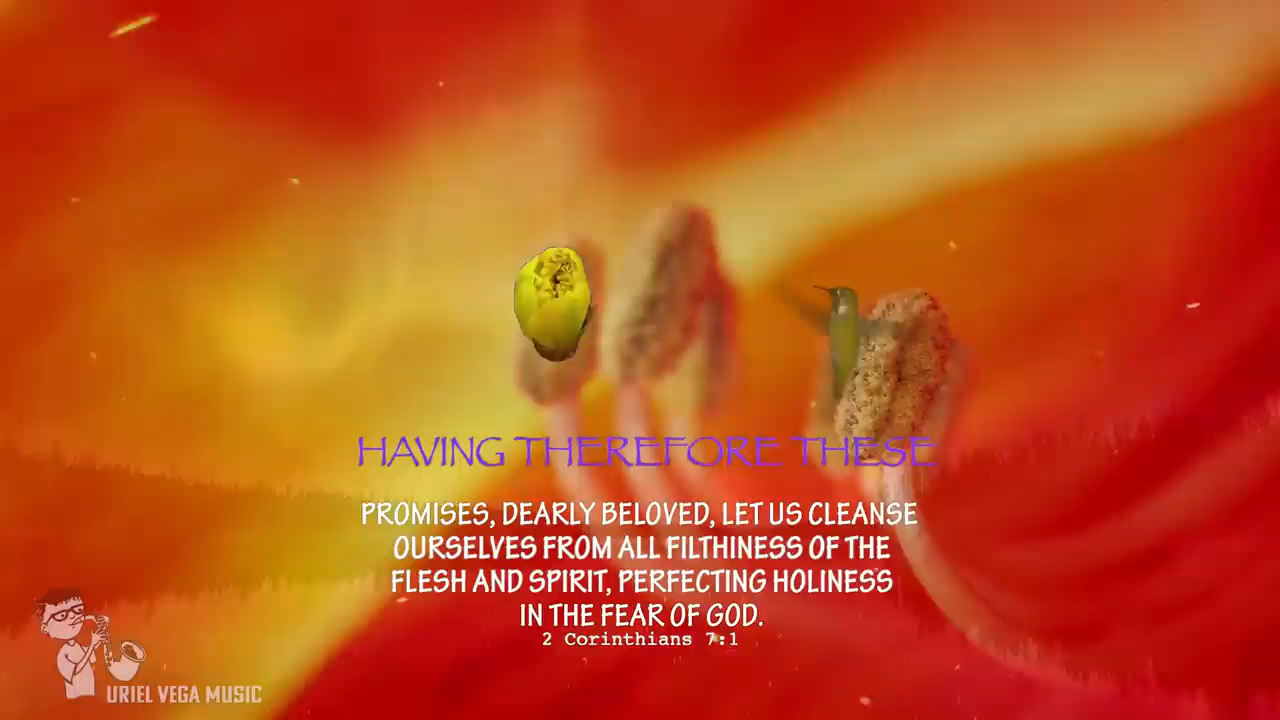 HAVING THEREFORE THESE
PROMISES, DEARLY BELOVED, LET US CLEANSE
OURSELVES FROM ALL FILTHINESS OF THE
FLESH AND SPIRIT, PERFECTING HOLINESS
IN THE FEAR OF GOD.
2 Corinthians 7:1
URIEL VEGA MUSIC